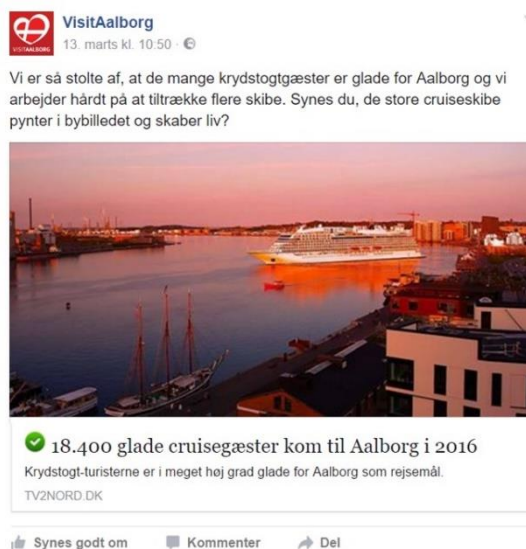 VISITAALBORG
VisitAalborg
13. marts kl. 10:50 ·
Vi er så stolte af, at de mange krydstogtgæster er glade for Aalborg og vi
arbejder hårdt på at tiltrække flere skibe. Synes du, de store cruiseskibe
pynter i bybilledet og skaber liv?
18.400 glade cruisegæster kom til Aalborg i 2016
Krydstogt-turisterne er i meget høj grad glade for Aalborg som rejsemål.
TV2NORD.DK
Synes godt om Kommenter Del